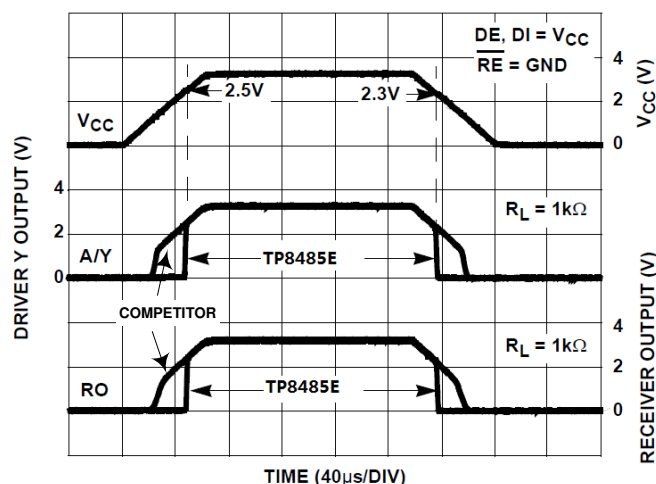 DE, DI = VCC
RE = GND
4
2.5V
2.3V
2
VCC
0
VCC (V)
DRIVER Y OUTPUT (V)
4
RL = 1kΩ
2
A/Y
TP8485E
0
COMPETITOR
4
RL = 1kΩ
2
RO
TP8485E
0
RECEIVER OUTPUT (V)
TIME (40µs/DIV)